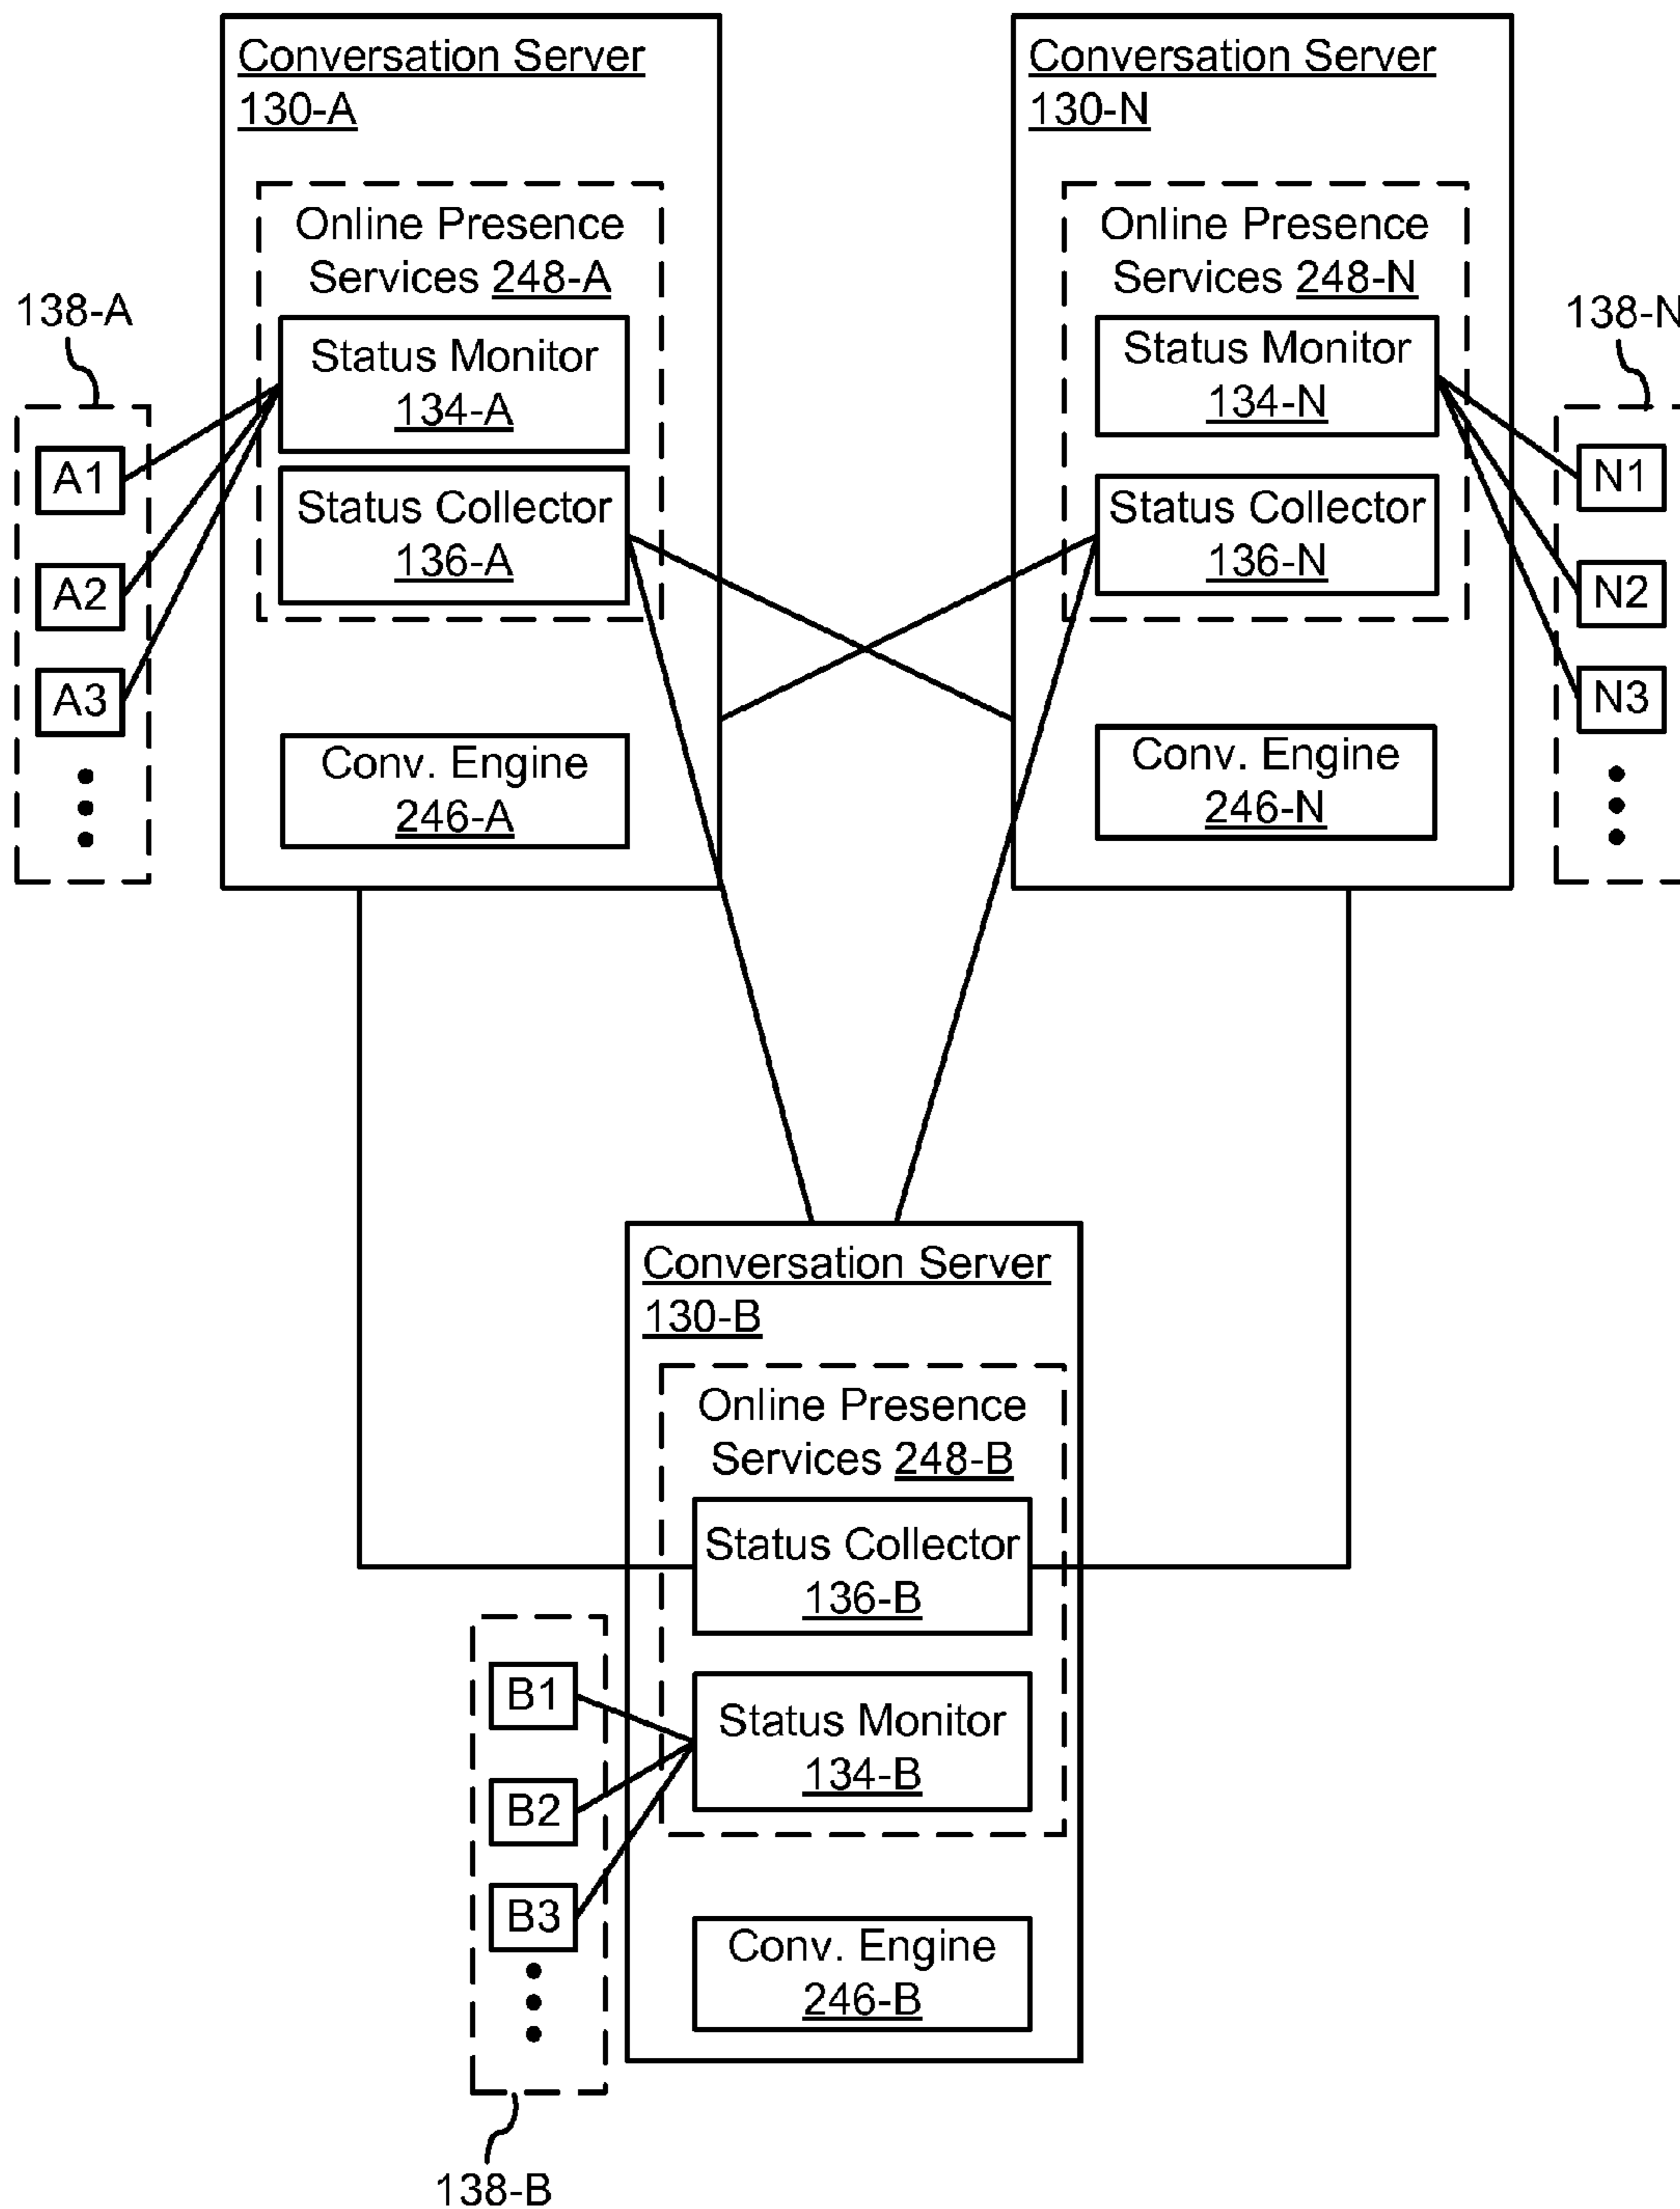 Conversation Server
130-A
Online Presence
Services 248-A
Status Monitor
134-A
Status Collector
136-A
Conv. Engine
246-A
138-A
A1
A2
A3
Conversation Server
130-N
Online Presence
Services 248-N
Status Monitor
134-N
Status Collector
136-N
Conv. Engine
246-N
138-N
N1
N2
N3
Conversation Server
130-B
Online Presence
Services 248-B
Status Collector
136-B
Status Monitor
134-B
Conv. Engine
246-B
B1
B2
B3
138-B